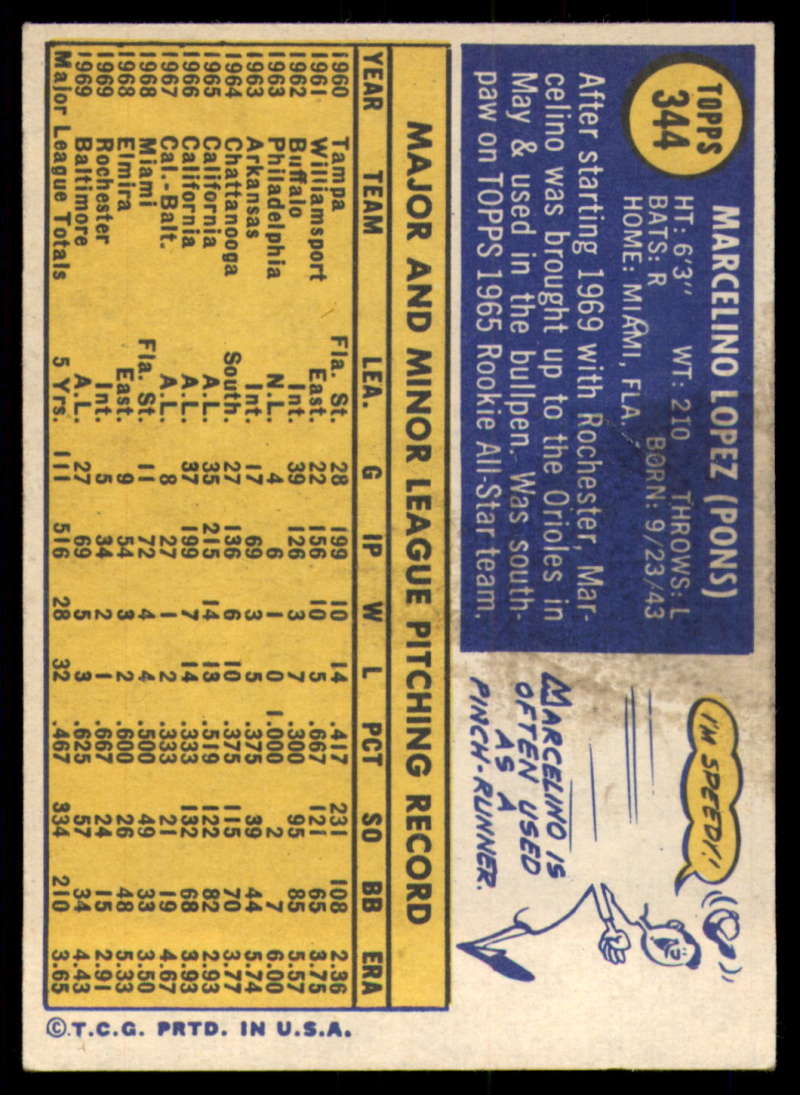 TOPPS
344
MARCELINO LOPEZ (PONS)
HT: 6'3" WT: 210 THROWS: L
BATS: R BORN: 9/23/43
HOME: MIAMI, FLA.
After starting 1969 with Rochester, Mar-
celino was brought up to the Orioles in
May & used in the bullpen. Was south-
paw on TOPPS 1965 Rookie All-Star team.
I'M SPEEDY!
MARCELINO IS
OFTEN USED
AS A
PINCH-RUNNER.
MAJOR AND MINOR LEAGUE PITCHING RECORD
YEAR TEAM LEA. G IP W L PCT SO BB ERA
1960 Tampa Fla. St. 28 199 10 14 .417 231 108 2.36
1961 Williamsport East. 22 156 10 5 .667 121 65 3.75
1962 Buffalo Int. 39 126 3 7 .300 95 85 5.57
1963 Philadelphia N.L. 4 6 1 0 1.000 2 7 6.00
1963 Arkansas Int. 17 69 3 5 .375 39 44 5.74
1964 Chattanooga South. 27 136 6 10 .375 115 70 3.77
1965 California A.L. 35 215 14 13 .519 122 82 2.93
1966 California A.L. 37 199 7 14 .333 132 68 3.93
1967 Cal.-Balt. A.L. 8 27 1 2 .333 21 19 4.67
1968 Miami Fla. St. 11 72 4 4 .500 49 33 3.50
1968 Elmira East. 9 54 3 2 .600 26 48 5.33
1969 Rochester Int. 5 34 2 1 .667 24 15 2.91
1969 Baltimore A.L. 27 69 5 3 .625 57 34 4.43
Major League Totals 5 Yrs. 111 516 28 32 .467 334 210 3.65
©T.C.G. PRTD. IN U.S.A.